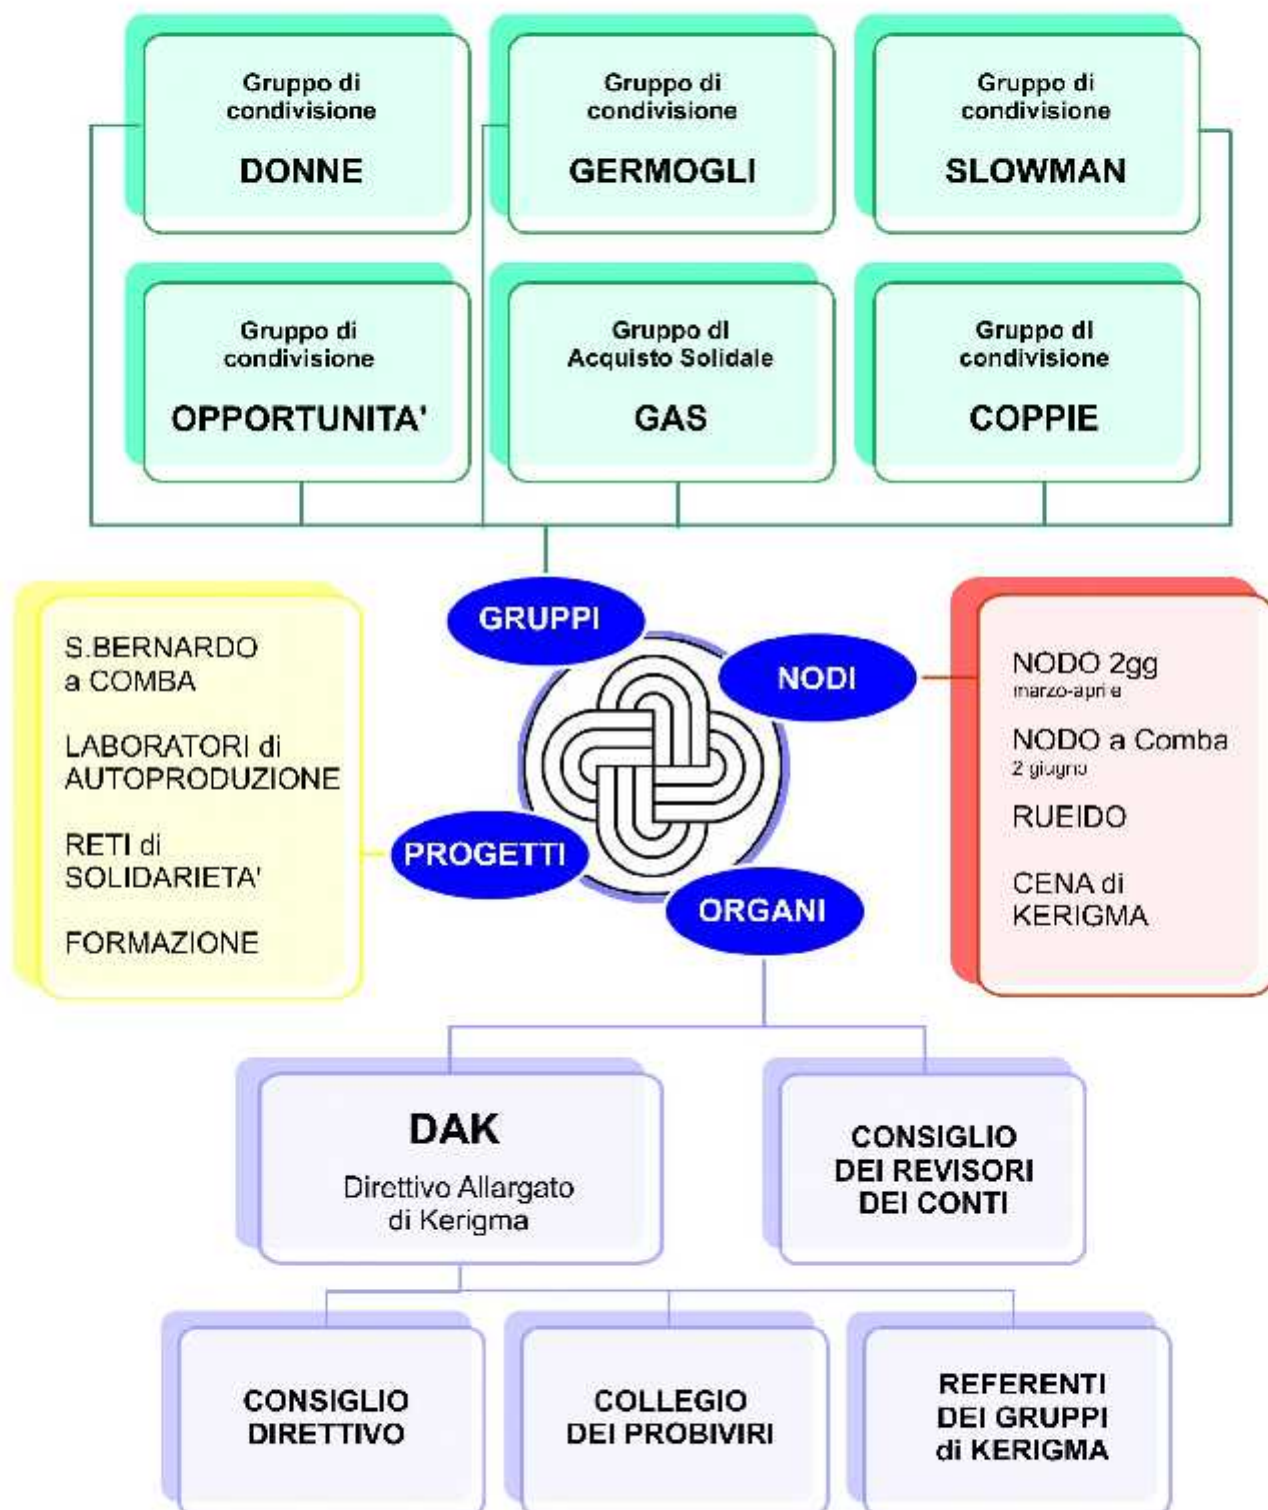 Gruppo di
condivisione
DONNE
Gruppo di
condivisione
GERMOGLI
Gruppo di
condivisione
SLOWMAN
Gruppo di
condivisione
OPPORTUNITA'
Gruppo di
Acquisto Solidale
GAS
Gruppo di
condivisione
COPPIE
GRUPPI
NODI
PROGETTI
ORGANI
S.BERNARDO
a COMBA
LABORATORI di
AUTOPRODUZIONE
RETI di
SOLIDARIETA'
FORMAZIONE
NODO 2gg
marzo-aprile
NODO a Comba
2 giugno
RUEIDO
CENA di
KERIGMA
DAK
Direttivo Allargato
di Kerigma
CONSIGLIO
DEI REVISORI
DEI CONTI
CONSIGLIO
DIRETTIVO
COLLEGIO
DEI PROBIVIRI
REFERENTI
DEI GRUPPI
di KERIGMA